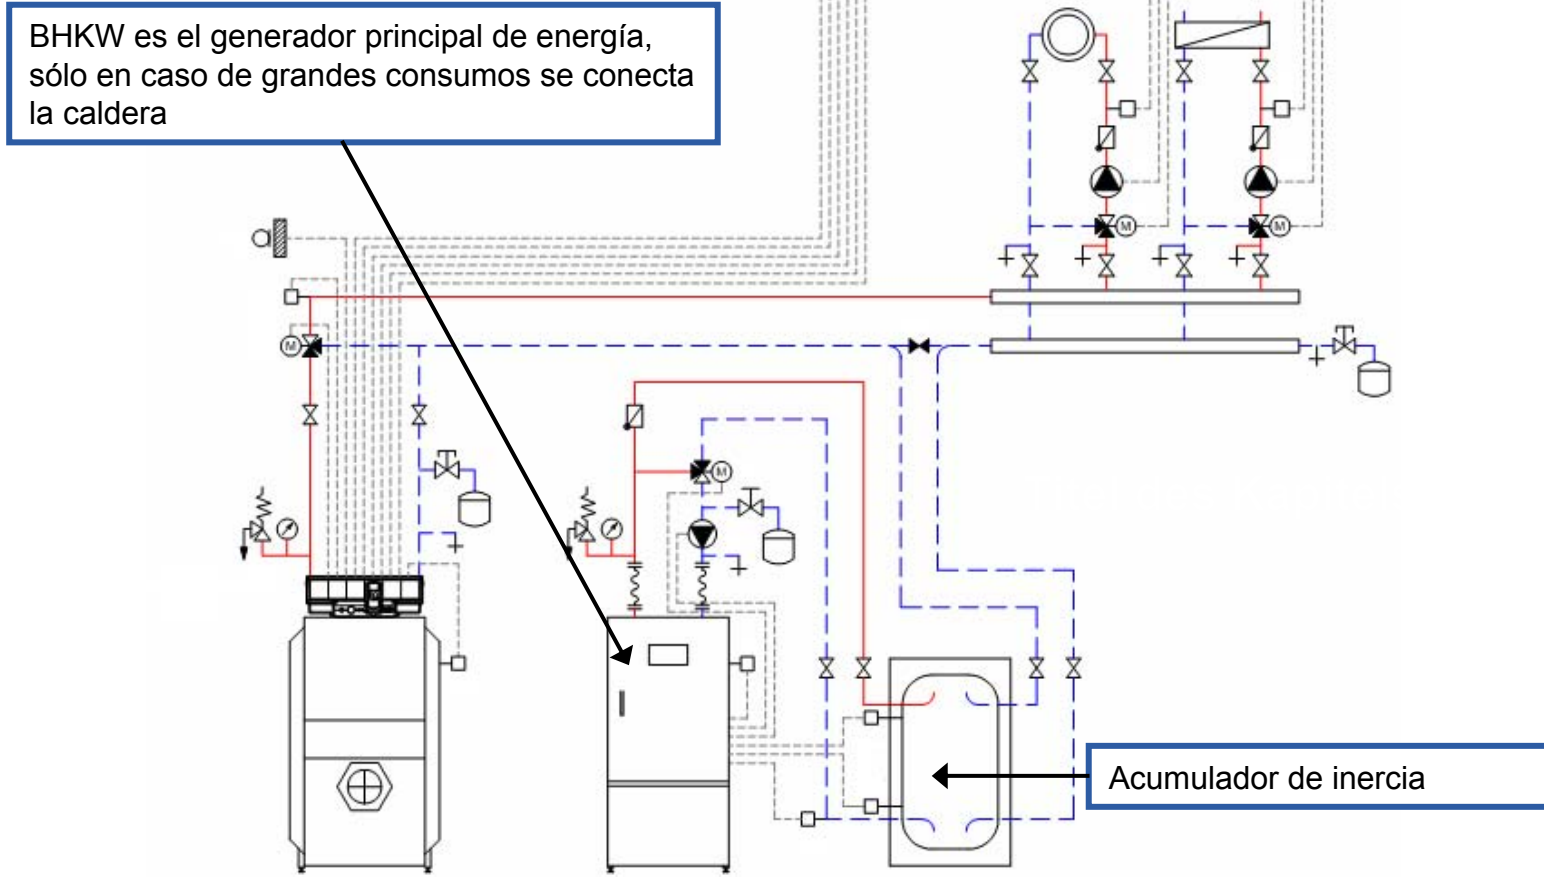 BHKW es el generador principal de energía,
sólo en caso de grandes consumos se conecta
la caldera
M
M
M
M
Acumulador de inercia